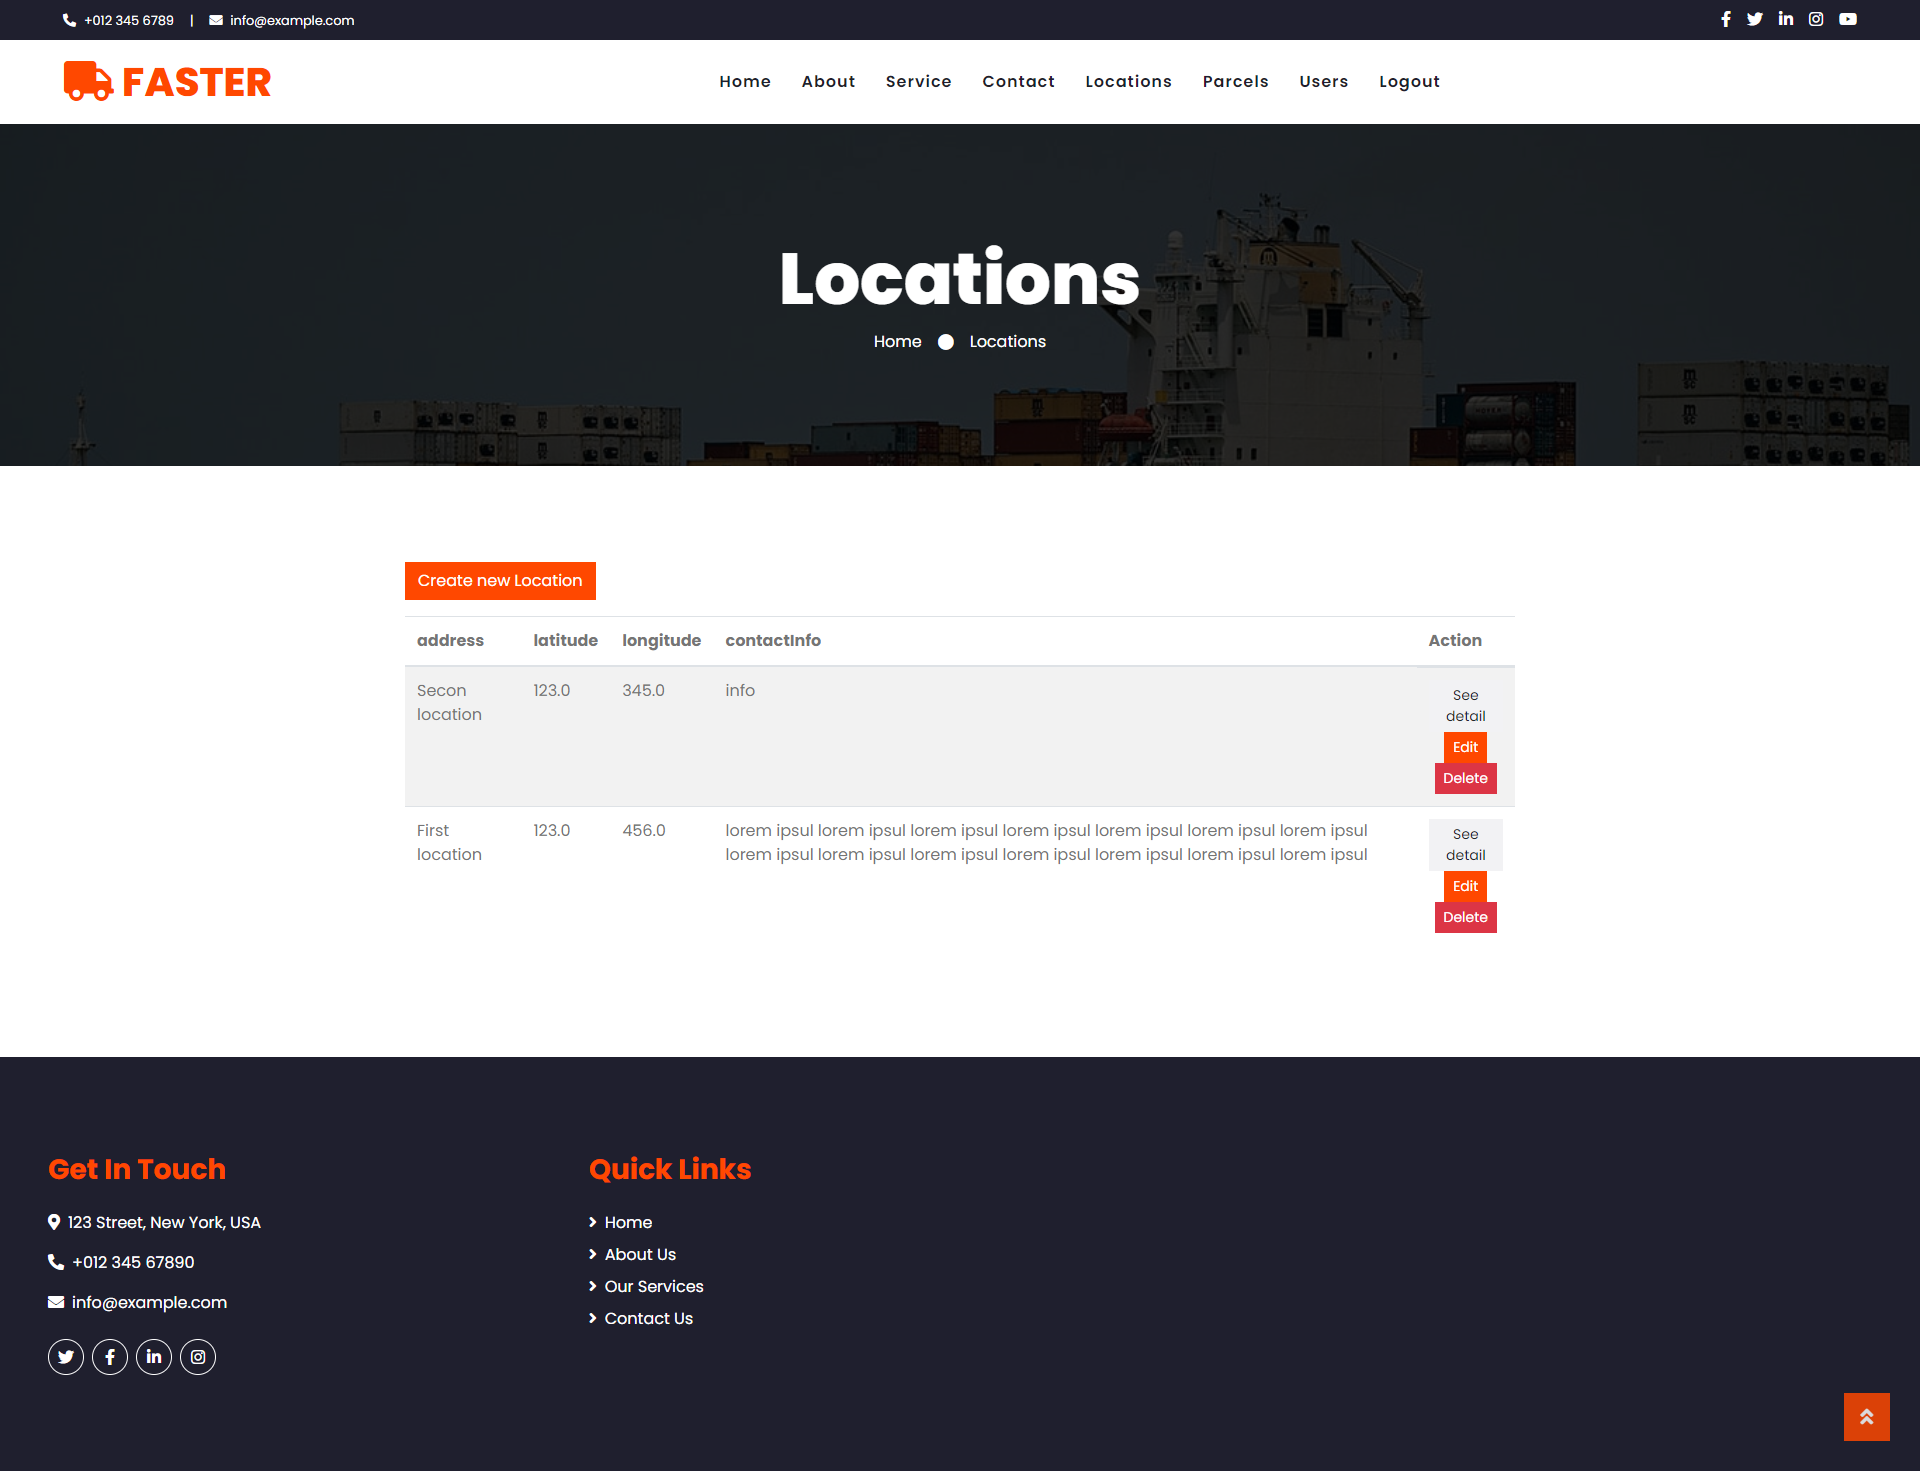 +012 345 6789 | info@example.com
FASTER
Home About Service Contact Locations Parcels Users Logout
Locations
Home Locations
Create new Location
address latitude longitude contactInfo Action
Secon location 123.0 345.0 info
See detail
Edit
Delete
First location 123.0 456.0 lorem ipsul lorem ipsul lorem ipsul lorem ipsul lorem ipsul lorem ipsul lorem ipsul
lorem ipsul lorem ipsul lorem ipsul lorem ipsul lorem ipsul lorem ipsul lorem ipsul
See detail
Edit
Delete
Get In Touch
123 Street, New York, USA
+012 345 67890
info@example.com
Quick Links
Home
About Us
Our Services
Contact Us